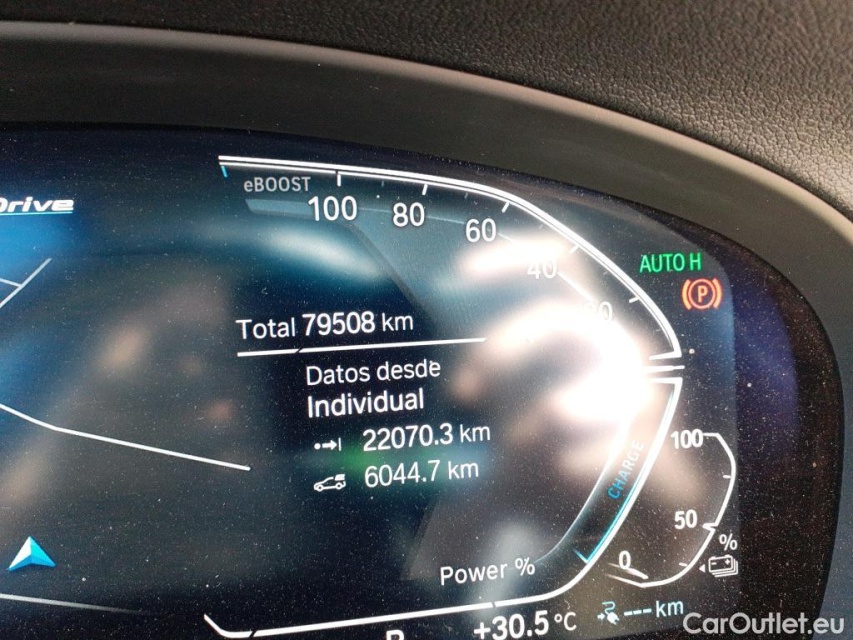 Drive
eBOOST
100 80 60 40
AUTO H
(P)
Total 79508 km
Datos desde
Individual
22070.3 km
6044.7 km
CHARGE
100
50
%
0
Power %
+30.5 °C
--- km
CarOutlet.eu